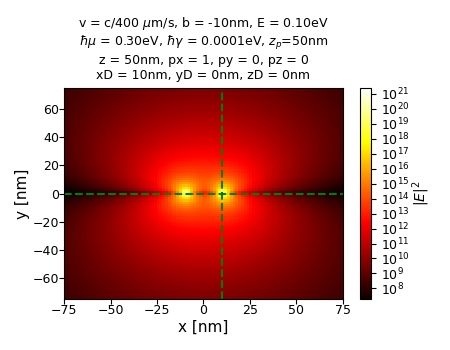 v = c/400 μm/s, b = -10nm, E = 0.10eV
ℏμ = 0.30eV, ℏγ = 0.0001eV, z_p=50nm
z = 50nm, px = 1, py = 0, pz = 0
xD = 10nm, yD = 0nm, zD = 0nm
60
40
20
0
−20
−40
−60
y [nm]
−75 −50 −25 0 25 50 75
x [nm]
10^21
10^20
10^19
10^18
10^17
10^16
10^15
10^14
10^13
10^12
10^11
10^10
10^9
10^8
|E|^2